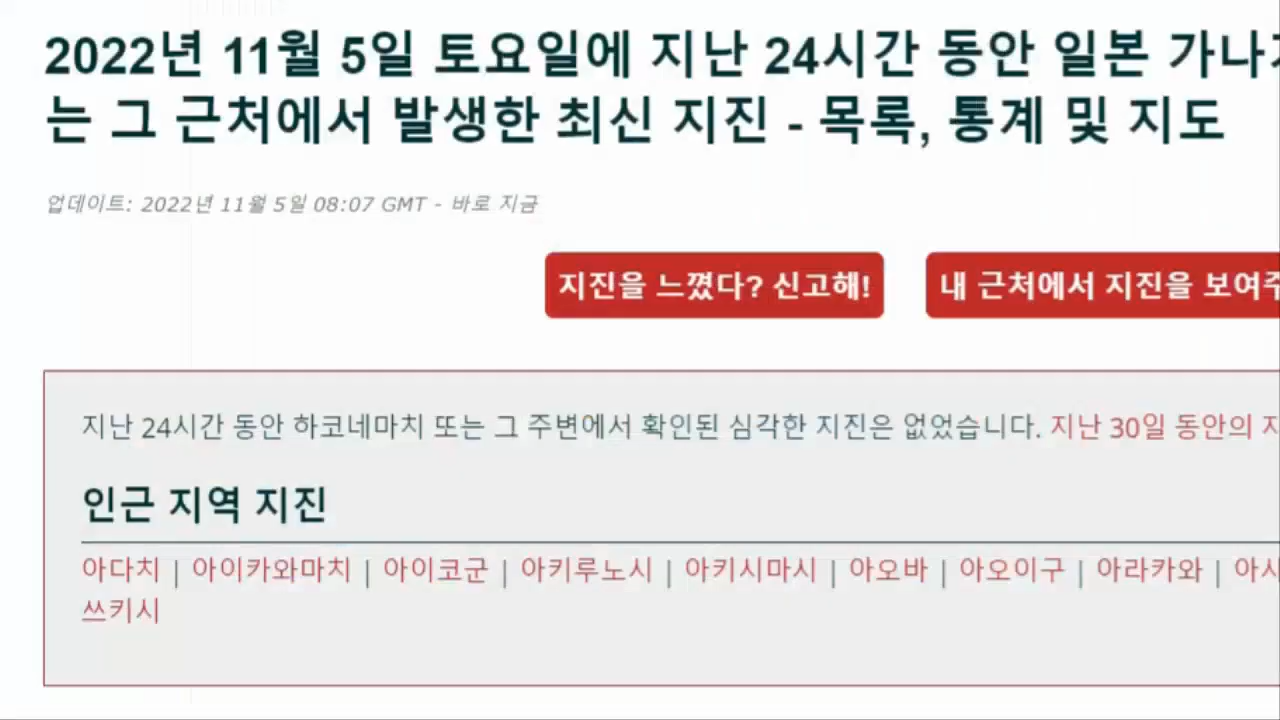 2022년 11월 5일 토요일에 지난 24시간 동안 일본 가나
는 그 근처에서 발생한 최신 지진 - 목록, 통계 및 지도
업데이트: 2022년 11월 5일 08:07 GMT - 바로 지금
지진을 느꼈다? 신고해! 내 근처에서 지진을 보여주
지난 24시간 동안 하코네마치 또는 그 주변에서 확인된 심각한 지진은 없었습니다. 지난 30일 동안의
인근 지역 지진
아다치 | 아이카와마치 | 아이코군 | 아키루노시 | 아키시마시 | 아오바 | 아오이구 | 아라카와 | 아시
쓰키시